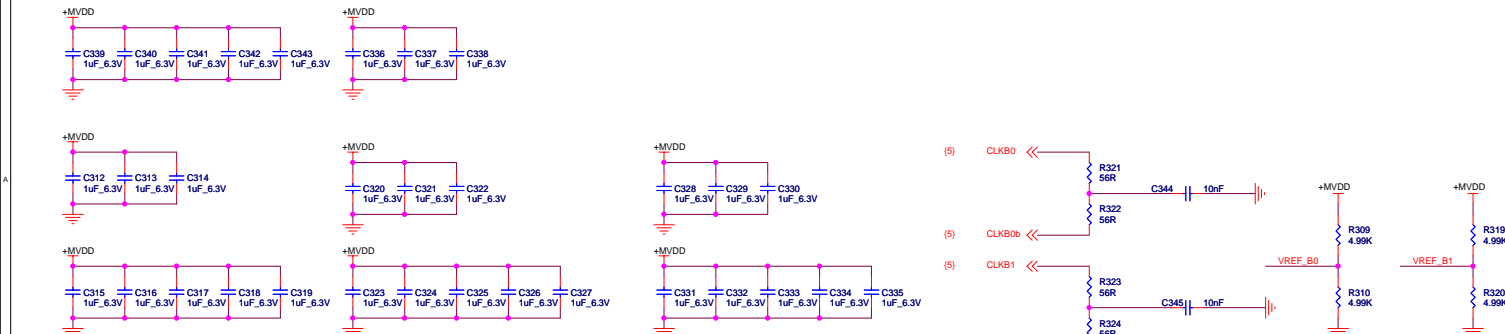 +MVDD +MVDD
C339 C340 C341 C342 C343 C336 C337 C338
1uF_6.3V 1uF_6.3V 1uF_6.3V 1uF_6.3V 1uF_6.3V 1uF_6.3V 1uF_6.3V 1uF_6.3V
+MVDD +MVDD +MVDD
{5} CLKB0
R321
56R
A
C312 C313 C314
1uF_6.3V 1uF_6.3V 1uF_6.3V
C320 C321 C322 C328 C329 C330
1uF_6.3V 1uF_6.3V 1uF_6.3V 1uF_6.3V 1uF_6.3V 1uF_6.3V
C344 10nF
+MVDD +MVDD
R322
56R
{5} CLKB0b
R309 R319
4.99K 4.99K
+MVDD +MVDD +MVDD
{5} CLKB1
VREF_B0 VREF_B1
R323
56R
C315 C316 C317 C318 C319 C323 C324 C325 C326 C327 C331 C332 C333 C334 C335
1uF_6.3V 1uF_6.3V 1uF_6.3V 1uF_6.3V 1uF_6.3V 1uF_6.3V 1uF_6.3V 1uF_6.3V 1uF_6.3V 1uF_6.3V 1uF_6.3V 1uF_6.3V 1uF_6.3V 1uF_6.3V 1uF_6.3V
C345 10nF
R310 R320
4.99K 4.99K
R324
56R